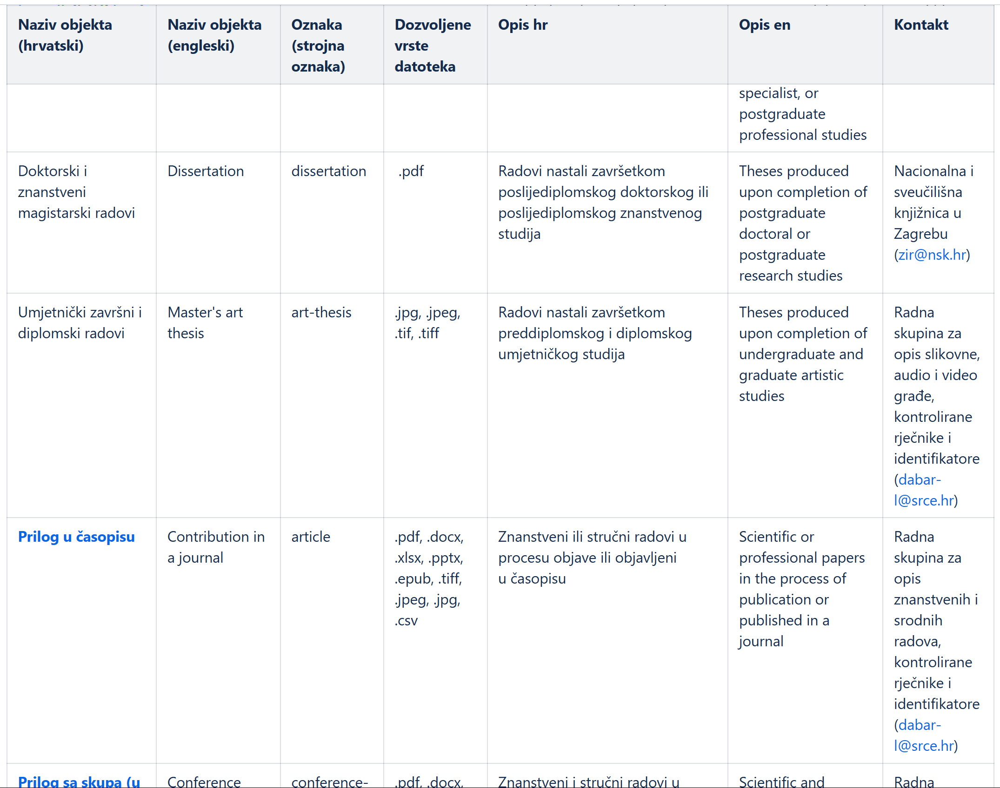 Naziv objekta
(hrvatski)
Naziv objekta
(engleski)
Oznaka
(strojna
oznaka)
Dozvoljene
vrste
datoteka
Opis hr
Opis en
Kontakt
specialist, or
postgraduate
professional studies
Doktorski i
znanstveni
magistarski radovi
Dissertation
dissertation
.pdf
Radovi nastali završetkom
poslijediplomskog doktorskog ili
poslijediplomskog znanstvenog
studija
Theses produced
upon completion of
postgraduate
doctoral or
postgraduate
research studies
Nacionalna i
sveučilišna
knjižnica u
Zagrebu
(zir@nsk.hr)
Umjetnički završni i
diplomski radovi
Master's art
thesis
art-thesis
.jpg, .jpeg,
.tif, .tiff
Radovi nastali završetkom
preddiplomskog i diplomskog
umjetničkog studija
Theses produced
upon completion of
undergraduate and
graduate artistic
studies
Radna
skupina za
opis slikovne,
audio i video
građe,
kontrolirane
rječnike i
identifikatore
(dabar-
l@srce.hr)
Prilog u časopisu
Contribution in
a journal
article
.pdf, .docx,
.xlsx, .pptx,
.epub, .tiff,
.jpeg, .jpg,
.csv
Znanstveni ili stručni radovi u
procesu objave ili objavljeni
u časopisu
Scientific or
professional papers
in the process of
publication or
published in a
journal
Radna
skupina za
opis
znanstvenih i
srodnih
radova,
kontrolirane
rječnike i
identifikatore
(dabar-
l@srce.hr)
Prilog sa skupa (u
Conference
conference-
.pdf, .docx,
Znanstveni i stručni radovi u
Scientific and
Radna